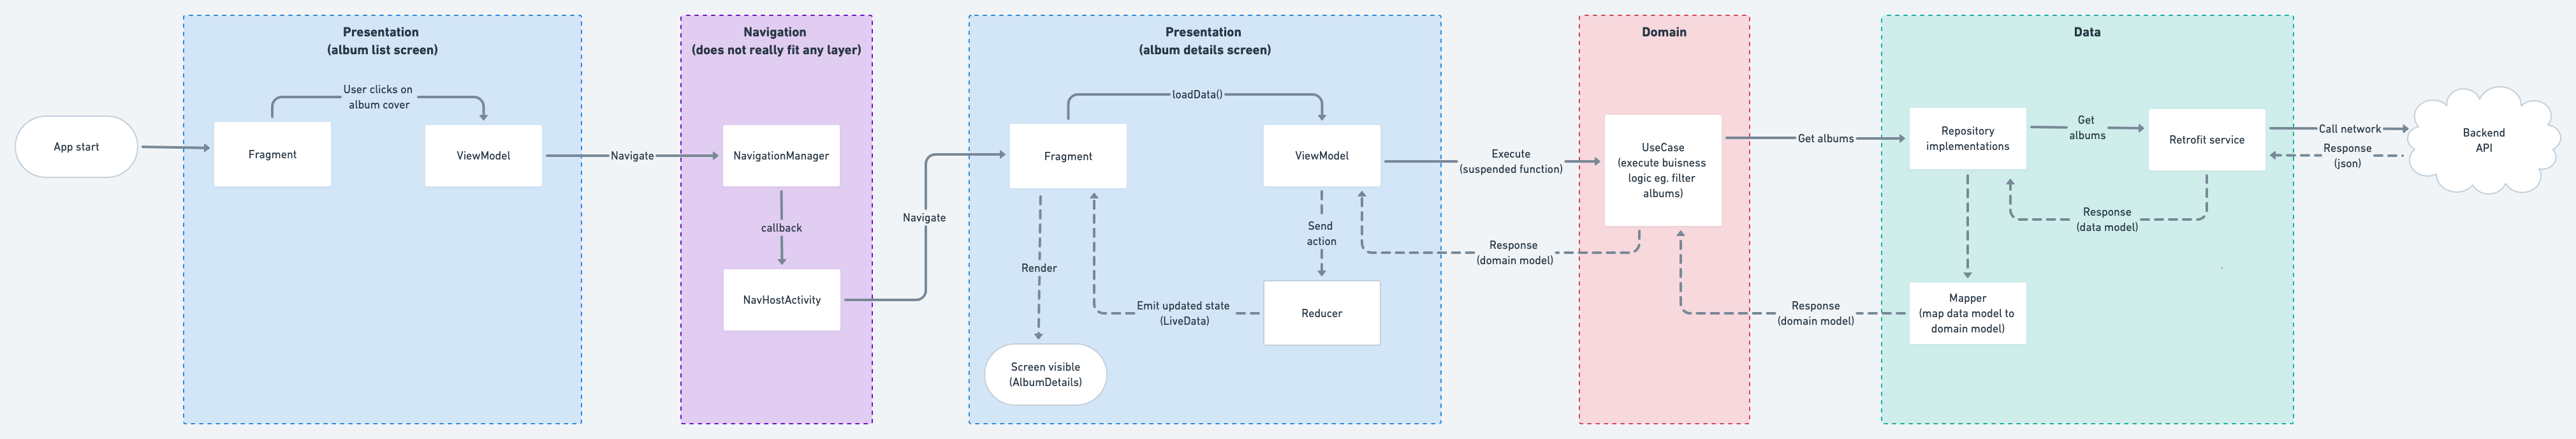 App start
Presentation
(album list screen)
User clicks on
album cover
Fragment
ViewModel
Navigate
Navigation
(does not really fit any layer)
NavigationManager
callback
NavHostActivity
Navigate
Presentation
(album details screen)
loadData()
Fragment
ViewModel
Render
Send
action
Emit updated state
(LiveData)
Reducer
Screen visible
(AlbumDetails)
Execute
(suspended function)
Response
(domain model)
Domain
UseCase
(execute buisness
logic eg. filter
albums)
Get albums
Response
(domain model)
Data
Repository
implementations
Get
albums
Retrofit service
Response
(data model)
Mapper
(map data model to
domain model)
Call network
Response
(json)
Backend
API